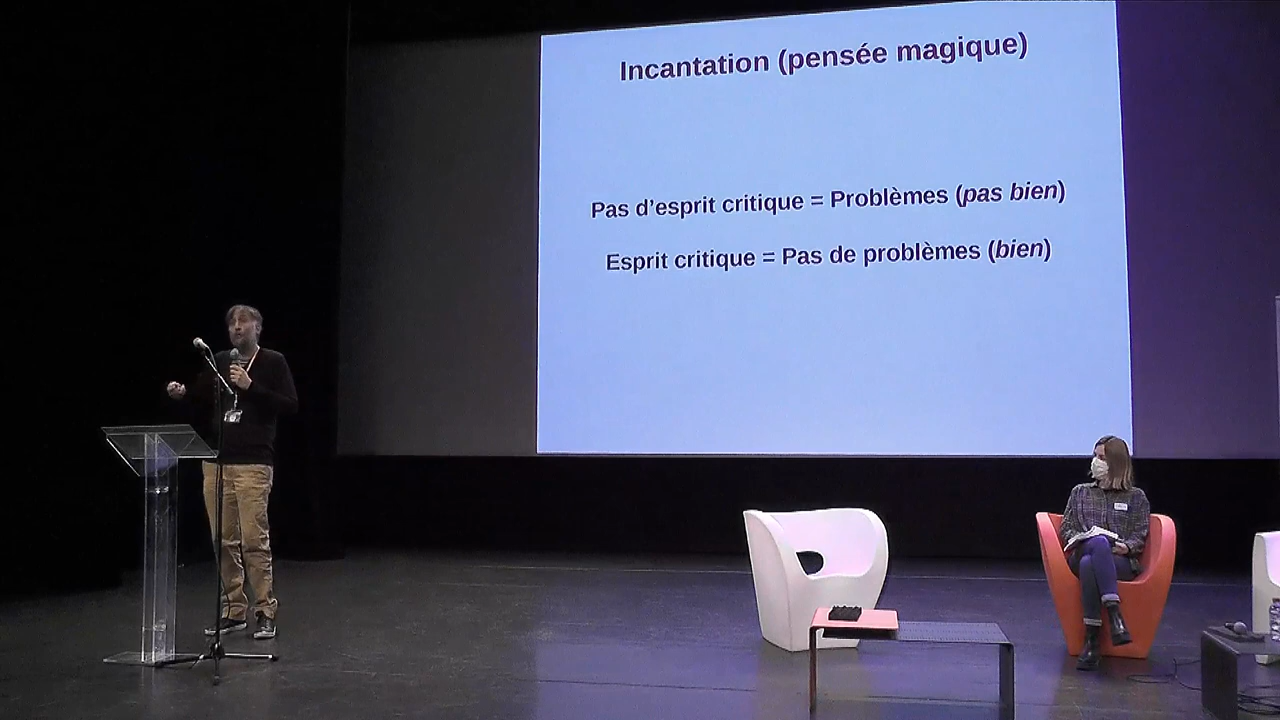 Incantation (pensée magique)
Pas d’esprit critique = Problèmes (pas bien)
Esprit critique = Pas de problèmes (bien)